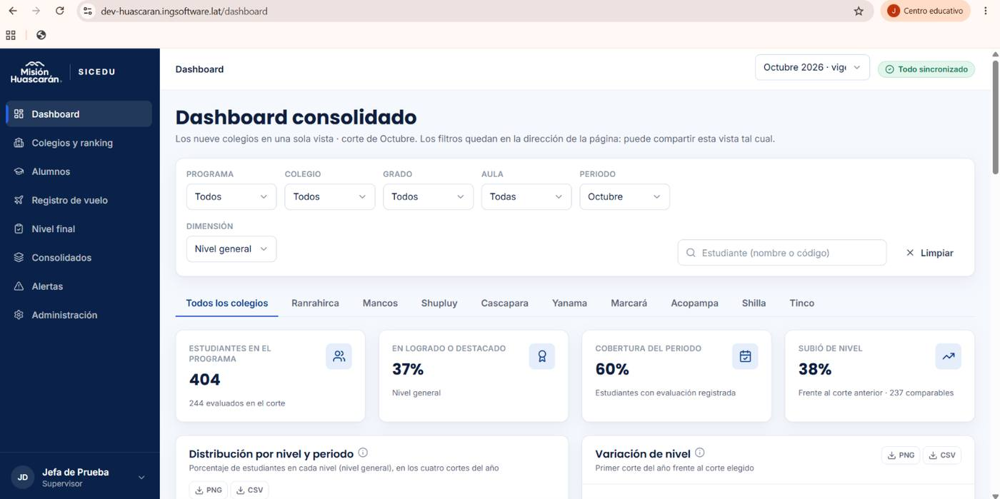 dev-huascaran.ingsoftware.lat/dashboard
J
Centro educativo
Misión
Huascarán.
SICEDU
Dashboard
Colegios y ranking
Alumnos
Registro de vuelo
Nivel final
Consolidados
Alertas
Administración
JD
Jefa de Prueba
Supervisor
Dashboard
Octubre 2026 · vige
Todo sincronizado
Dashboard consolidado
Los nueve colegios en una sola vista · corte de Octubre. Los filtros quedan en la dirección de la página: puede compartir esta vista tal cual.
PROGRAMA COLEGIO GRADO AULA PERIODO
Todos Todos Todos Todas Octubre
DIMENSIÓN
Nivel general
Estudiante (nombre o código)
Limpiar
Todos los colegios Ranrahirca Mancos Shupluy Cascapara Yanama Marcará Acopampa Shilla Tinco
ESTUDIANTES EN EL
PROGRAMA
404
244 evaluados en el corte
EN LOGRADO O DESTACADO
37%
Nivel general
COBERTURA DEL PERIODO
60%
Estudiantes con evaluación registrada
SUBIÓ DE NIVEL
38%
Frente al corte anterior · 237 comparables
Distribución por nivel y periodo
Porcentaje de estudiantes en cada nivel (nivel general), en los cuatro cortes del año
PNG CSV
Variación de nivel
Primer corte del año frente al corte elegido
PNG CSV